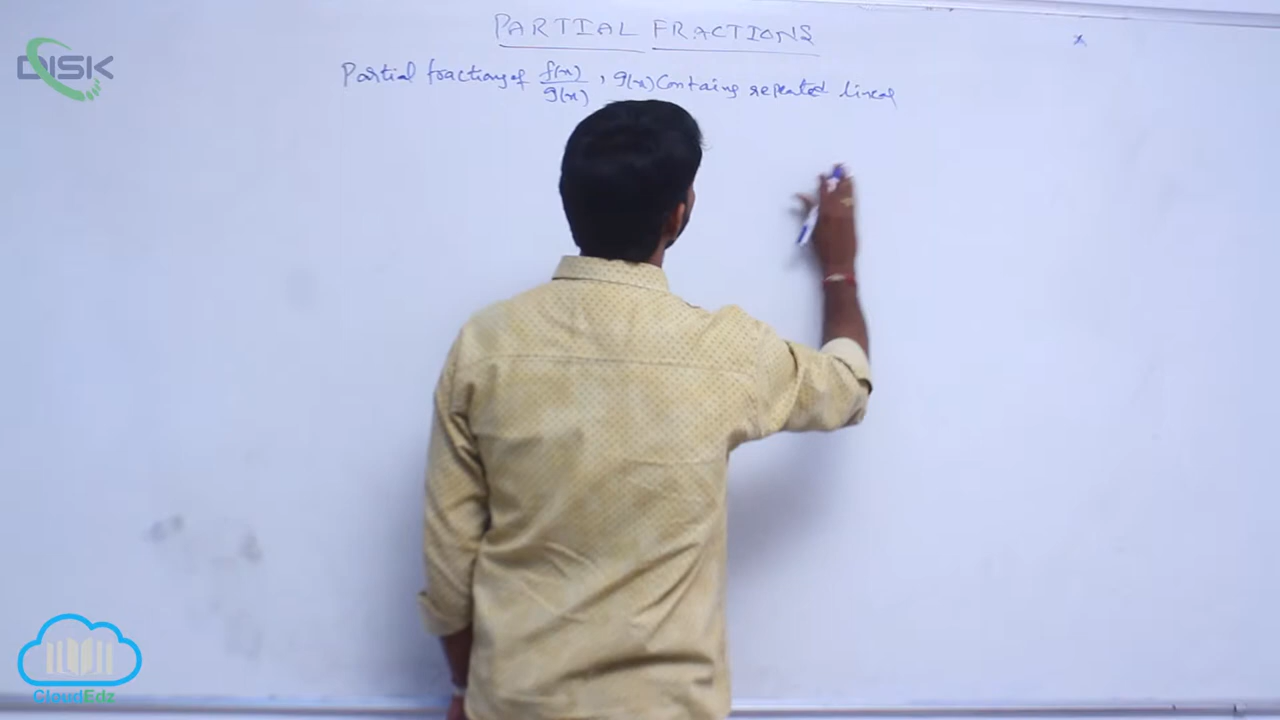 PARTIAL FRACTIONS
DISK
Partial fractions of f(x)/g(x), g(x) Contains repeated linear
CloudEdz